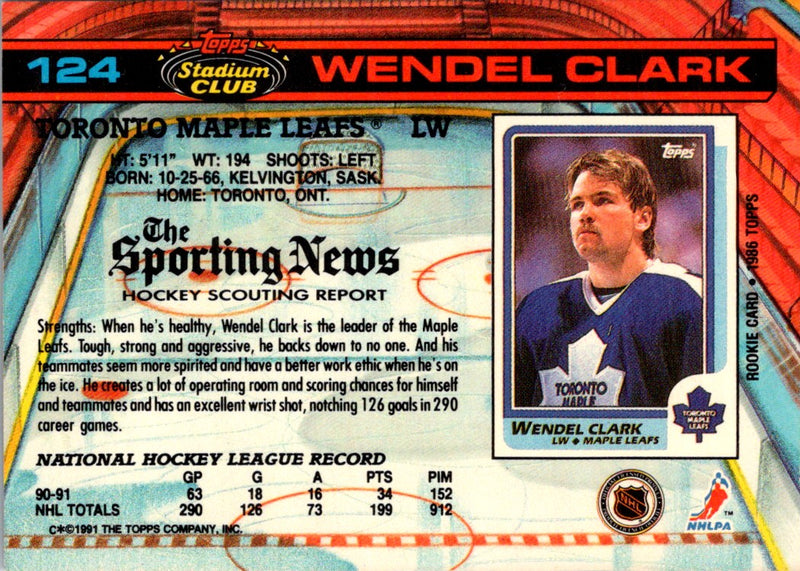 124
Topps
Stadium
CLUB
WENDEL CLARK
TORONTO MAPLE LEAFS® LW
HT: 5'11" WT: 194 SHOOTS: LEFT
BORN: 10-25-66, KELVINGTON, SASK.
HOME: TORONTO, ONT.
The
Sporting News
HOCKEY SCOUTING REPORT
Strengths: When he's healthy, Wendel Clark is the leader of the Maple
Leafs. Tough, strong and aggressive, he backs down to no one. And his
teammates seem more spirited and have a better work ethic when he's on
the ice. He creates a lot of operating room and scoring chances for himself
and teammates and has an excellent wrist shot, notching 126 goals in 290
career games.
Topps
TORONTO
MAPLE
TORONTO
MAPLE
LEAFS
WENDEL CLARK
LW ◆ MAPLE LEAFS
ROOKIE CARD • 1986 TOPPS
NATIONAL HOCKEY LEAGUE RECORD
GP G A PTS PIM
90-91 63 18 16 34 152
NHL TOTALS 290 126 73 199 912
C*©1991 THE TOPPS COMPANY, INC.
NHL
NHLPA™